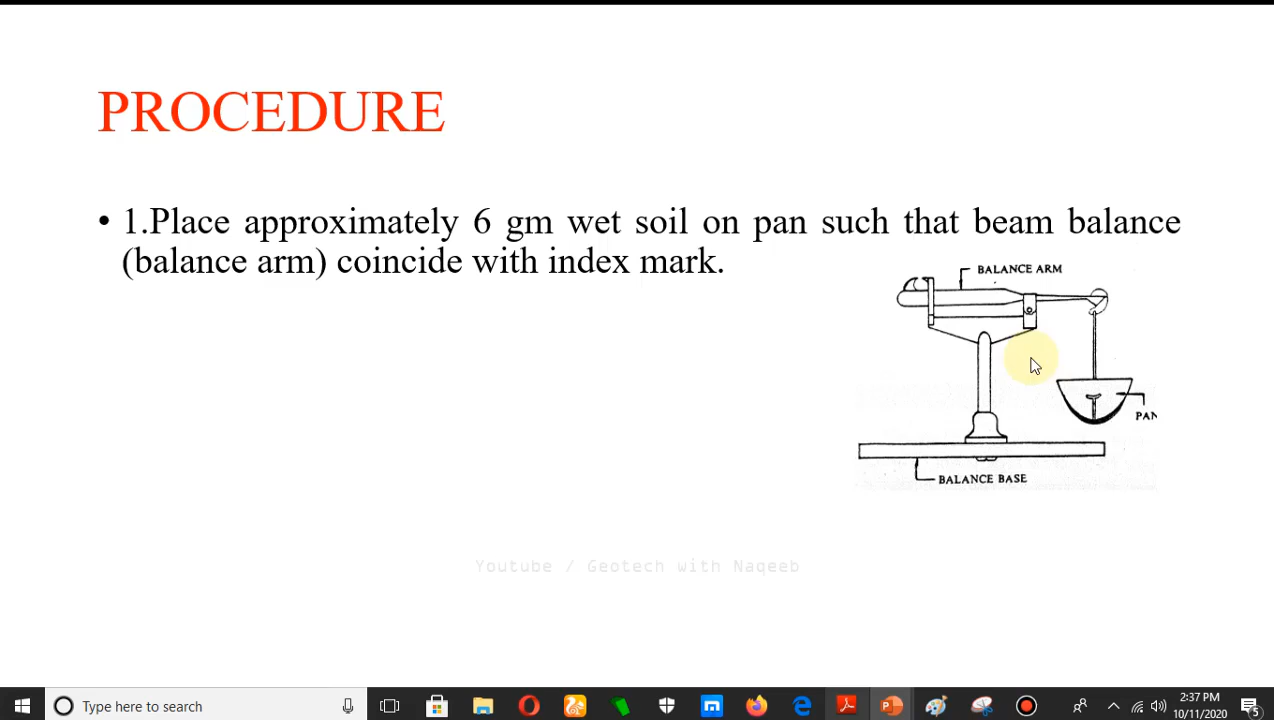 PROCEDURE
• 1.Place approximately 6 gm wet soil on pan such that beam balance
(balance arm) coincide with index mark.
BALANCE ARM
PAN
BALANCE BASE
Youtube / Geotech with Naqeeb
Type here to search
2:37 PM
10/11/2020
5